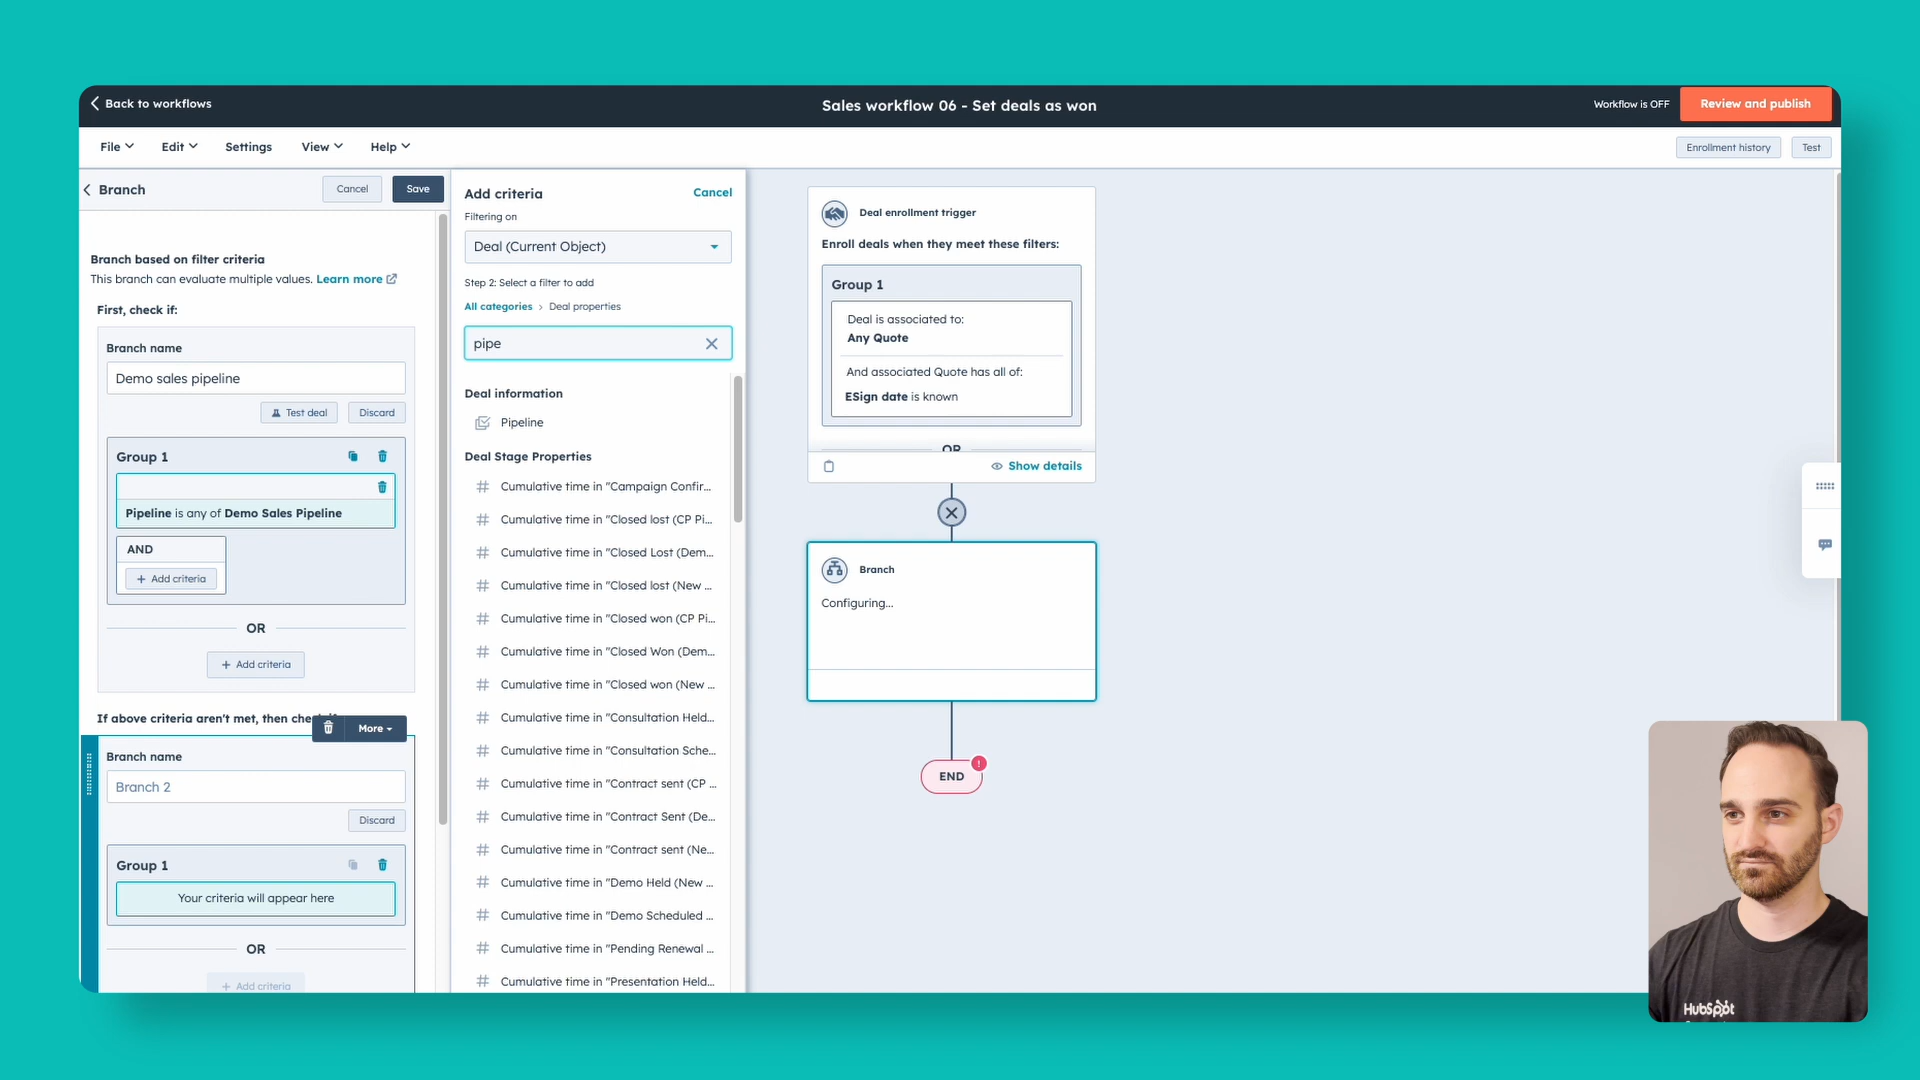 Back to workflows
Sales workflow 06 - Set deals as won
Workflow is OFF
Review and publish
File
Edit
Settings
View
Help
Enrollment history
Test
Branch
Cancel
Save
Branch based on filter criteria
This branch can evaluate multiple values. Learn more
First, check if:
Branch name
Demo sales pipeline
Test deal
Discard
Group 1
Pipeline is any of Demo Sales Pipeline
AND
+ Add criteria
OR
+ Add criteria
If above criteria aren't met, then check if:
More
Branch name
Branch 2
Discard
Group 1
Your criteria will appear here
OR
+ Add criteria
Add criteria
Cancel
Filtering on
Deal (Current Object)
Step 2: Select a filter to add
All categories > Deal properties
pipe
Deal information
Pipeline
Deal Stage Properties
# Cumulative time in "Campaign Confir...
# Cumulative time in "Closed lost (CP Pi...
# Cumulative time in "Closed Lost (Dem...
# Cumulative time in "Closed lost (New ...
# Cumulative time in "Closed won (CP Pi...
# Cumulative time in "Closed Won (Dem...
# Cumulative time in "Closed won (New ...
# Cumulative time in "Consultation Held...
# Cumulative time in "Consultation Sche...
# Cumulative time in "Contract sent (CP ...
# Cumulative time in "Contract Sent (De...
# Cumulative time in "Contract sent (Ne...
# Cumulative time in "Demo Held (New ...
# Cumulative time in "Demo Scheduled ...
# Cumulative time in "Pending Renewal ...
# Cumulative time in "Presentation Held...
Deal enrollment trigger
Enroll deals when they meet these filters:
Group 1
Deal is associated to:
Any Quote
And associated Quote has all of:
ESign date is known
OR
Show details
Branch
Configuring...
END
!
HubSpot